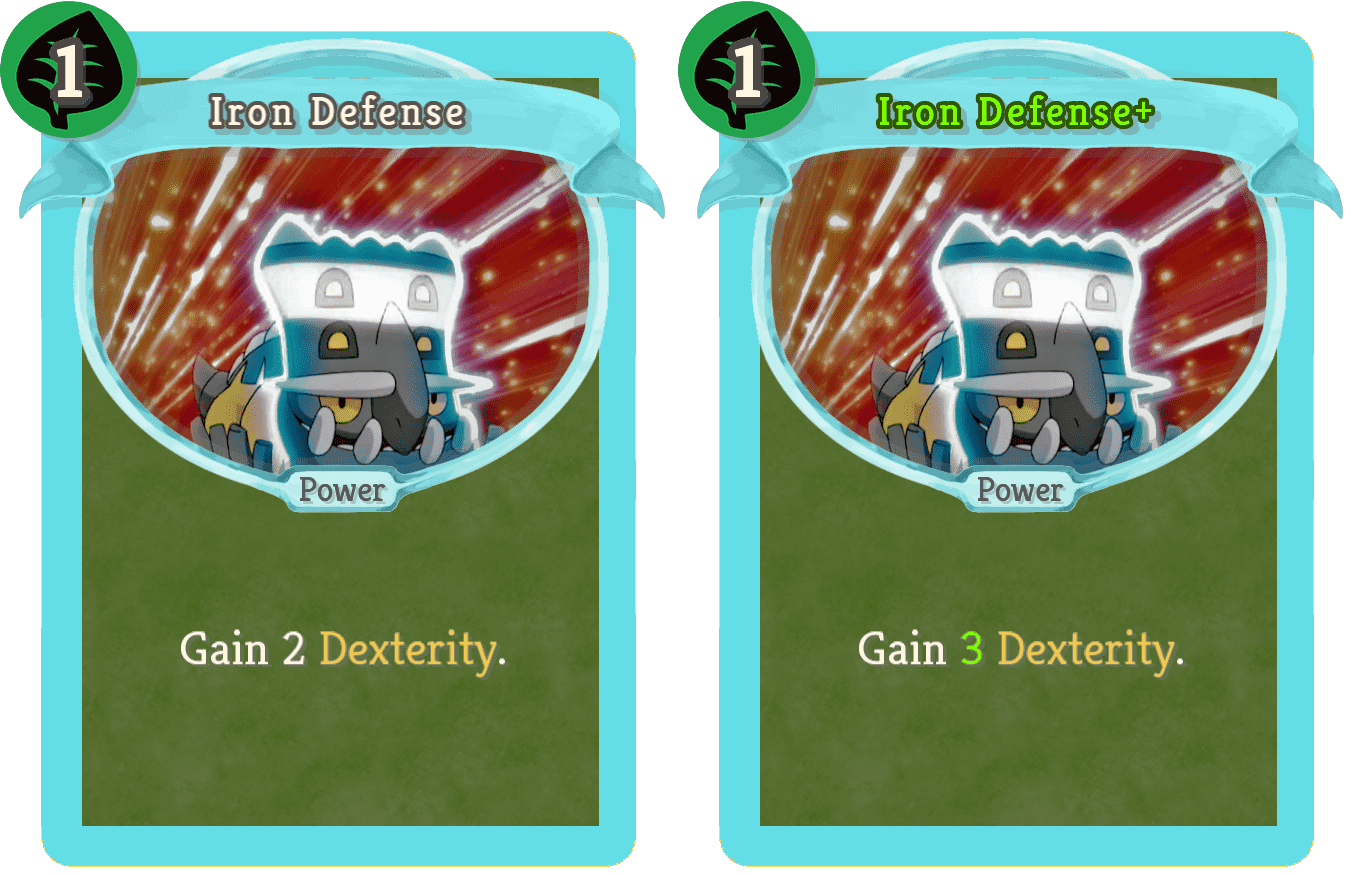 1
Iron Defense
Power
Gain 2 Dexterity.
1
Iron Defense+
Power
Gain 3 Dexterity.